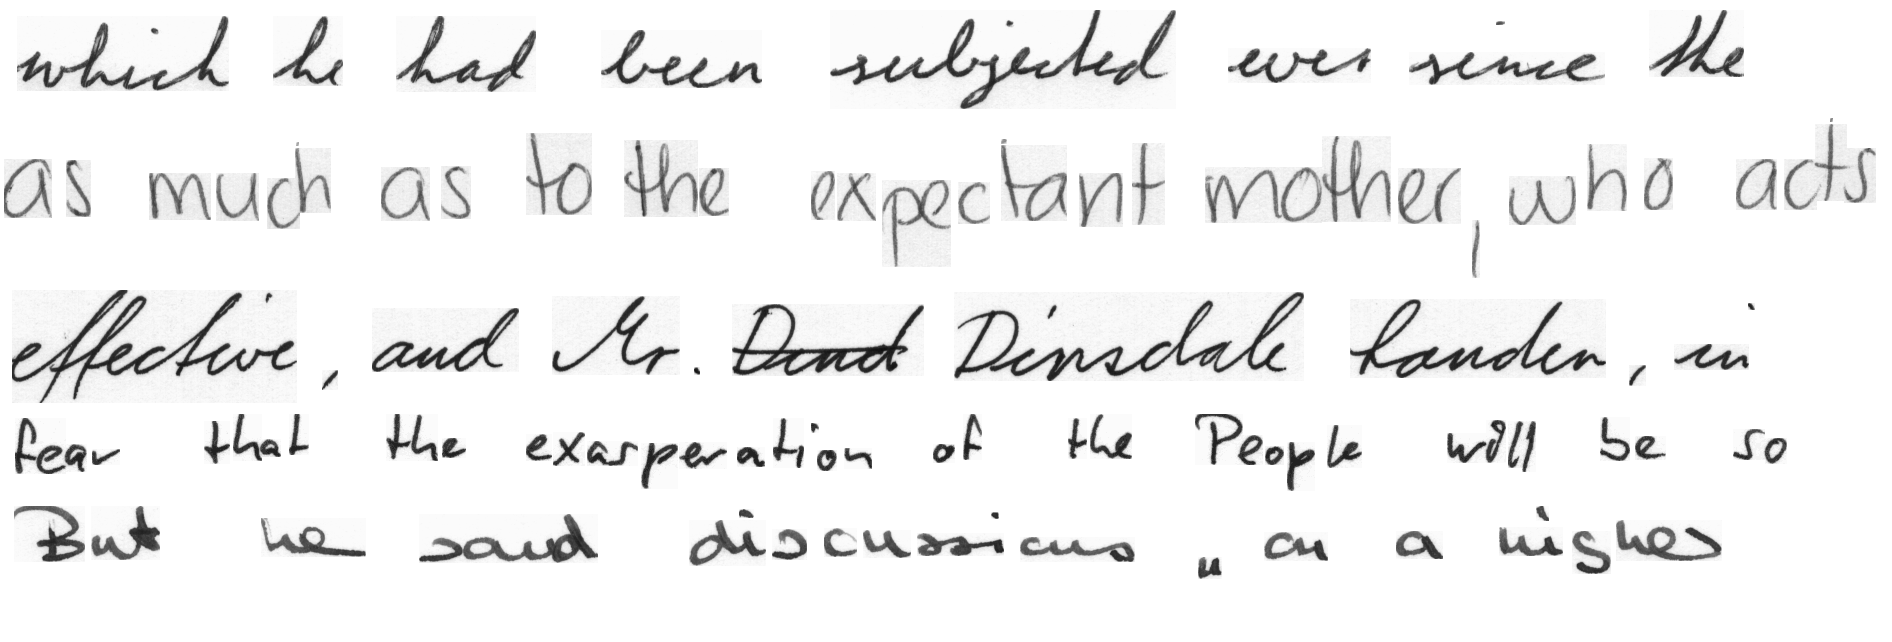 which he had been subjected ever since the
as much as to the expectant mother, who acts
effective, and Mr. Dinsdale Landen, in
fear that the exasperation of the People will be so
But he said discussions "on a higher